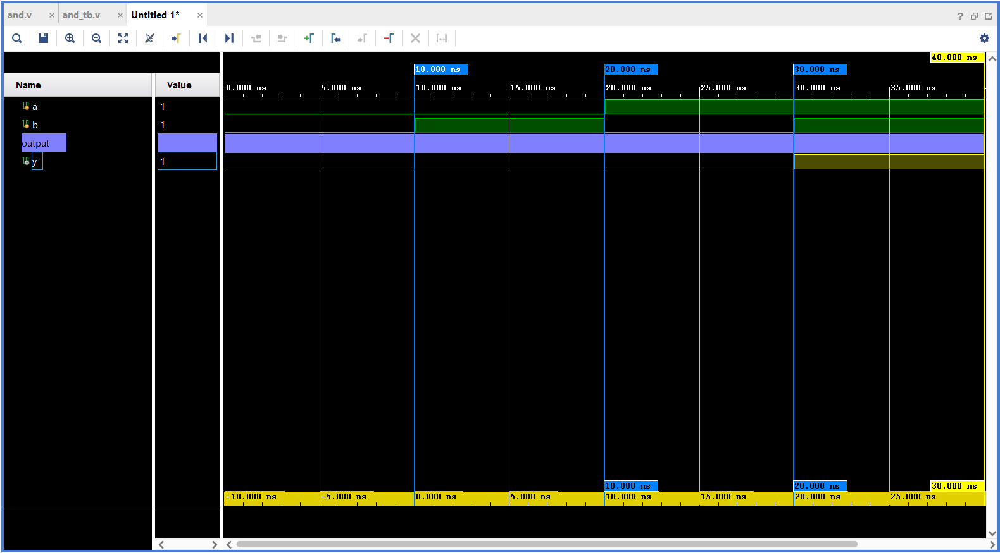 and.v and_tb.v Untitled 1*
40.000 ns
10.000 ns 20.000 ns 30.000 ns
Name Value
0.000 ns 5.000 ns 10.000 ns 15.000 ns 20.000 ns 25.000 ns 30.000 ns 35.000 ns
a 1
b 1
output
y 1
10.000 ns 20.000 ns 30.000 ns
-10.000 ns -5.000 ns 0.000 ns 5.000 ns 10.000 ns 15.000 ns 20.000 ns 25.000 ns